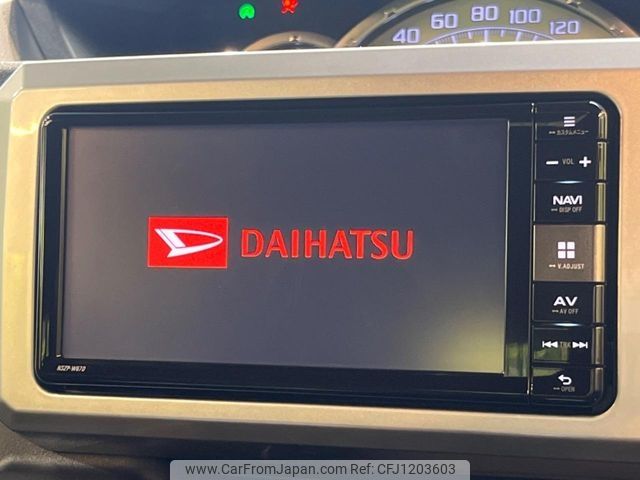 40 60 80 100 120
カスタムメニュー
− VOL +
NAVI
DISP OFF
DAIHATSU
V.ADJUST
AV
AV OFF
TRK
NSZP-W67D
OPEN
www.CarFromJapan.com CFJ1203603